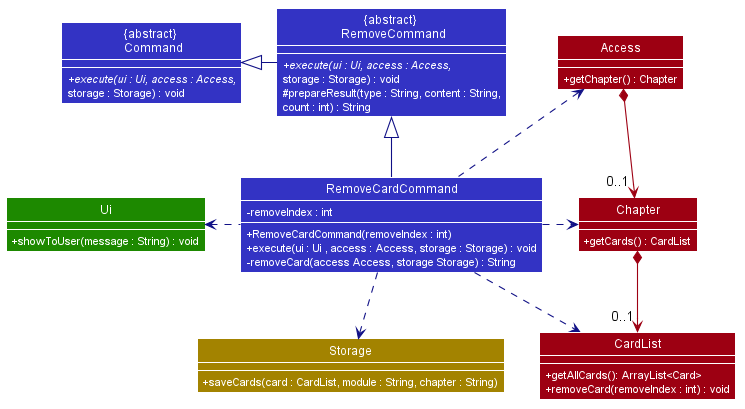 {abstract}
Command
+execute(ui : Ui, access : Access,
storage : Storage) : void
{abstract}
RemoveCommand
+execute(ui : Ui, access : Access,
storage : Storage) : void
#prepareResult(type : String, content : String,
count : int) : String
Access
+getChapter() : Chapter
0..1
RemoveCardCommand
-removeIndex : int
+RemoveCardCommand(removeIndex : int)
+execute(ui : Ui , access : Access, storage : Storage) : void
-removeCard(access Access, storage Storage) : String
Ui
+showToUser(message : String) : void
Chapter
+getCards() : CardList
0..1
Storage
+saveCards(card : CardList, module : String, chapter : String)
CardList
+getAllCards(): ArrayList<Card>
+removeCard(removeIndex : int) : void